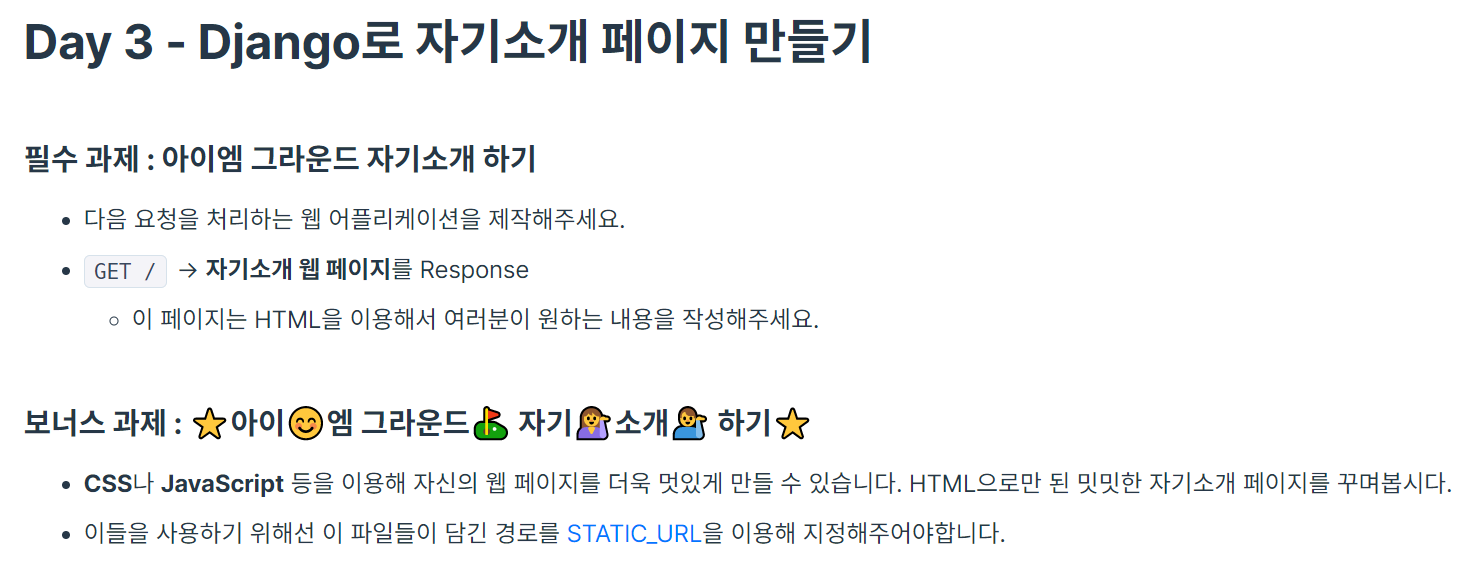 Day 3 - Django로 자기소개 페이지 만들기
필수 과제 : 아이엠 그라운드 자기소개 하기
다음 요청을 처리하는 웹 어플리케이션을 제작해주세요.
GET / → 자기소개 웹 페이지를 Response
이 페이지는 HTML을 이용해서 여러분이 원하는 내용을 작성해주세요.
보너스 과제 : ⭐아이😊엠 그라운드⛳ 자기💁‍♀️소개💁‍♂️ 하기⭐
CSS나 JavaScript 등을 이용해 자신의 웹 페이지를 더욱 멋있게 만들 수 있습니다. HTML으로만 된 밋밋한 자기소개 페이지를 꾸며봅시다.
이들을 사용하기 위해선 이 파일들이 담긴 경로를 STATIC_URL을 이용해 지정해주어야합니다.